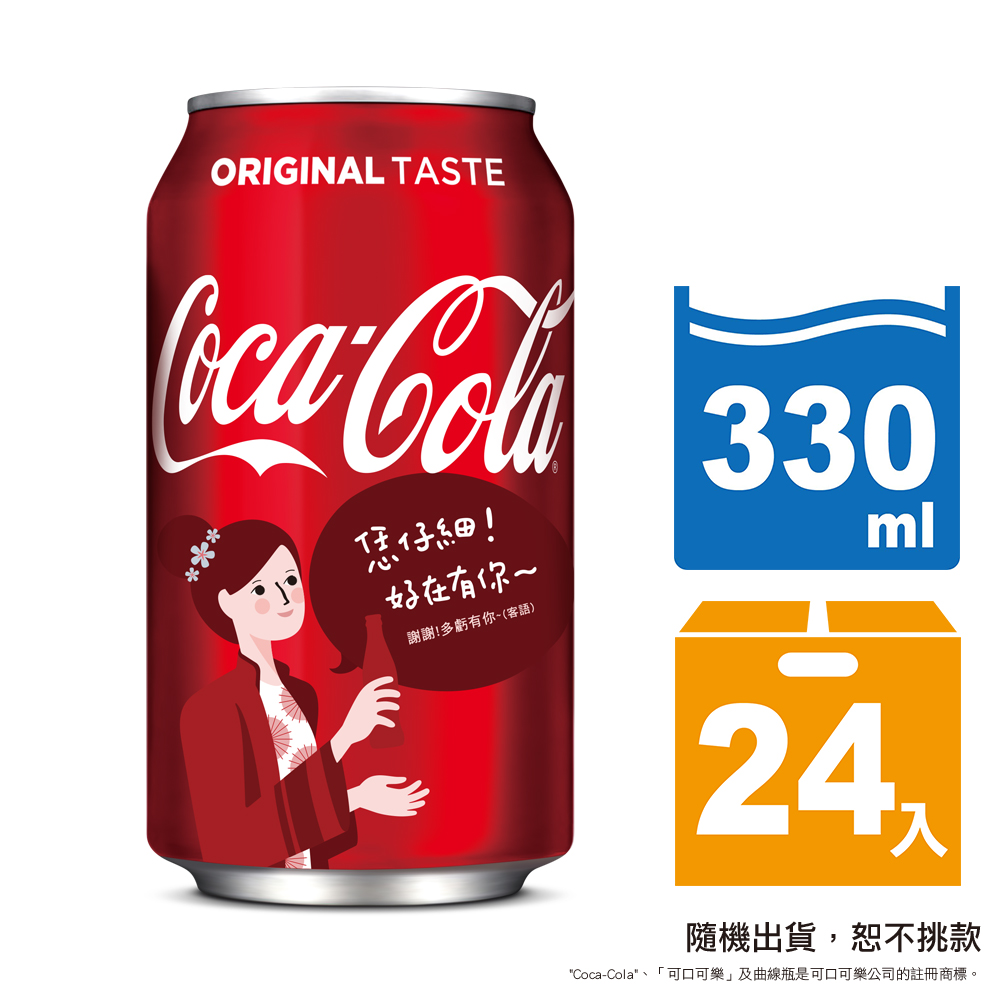 ORIGINAL TASTE
Coca-Cola®
恁仔細!
好在有你~
謝謝!多虧有你~(客語)
330
ml
24入
隨機出貨，恕不挑款
"Coca-Cola"、「可口可樂」及曲線瓶是可口可樂公司的註冊商標。